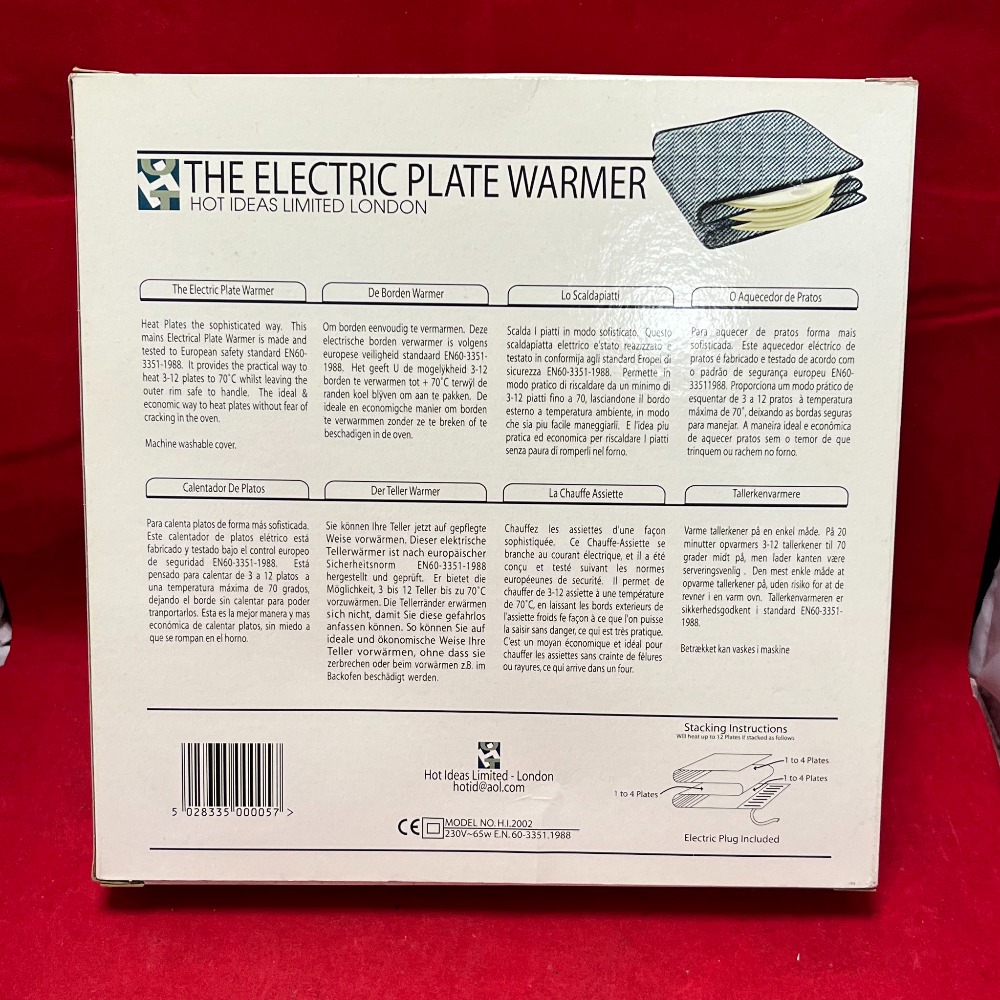 HOT
THE ELECTRIC PLATE WARMER
HOT IDEAS LIMITED LONDON
The Electric Plate Warmer
Heat Plates the sophisticated way. This
mains Electrical Plate Warmer is made and
tested to European safety standard EN60-
3351-1988. It provides the practical way to
heat 3-12 plates to 70°C whilst leaving the
outer rim safe to handle. The ideal &
economic way to heat plates without fear of
cracking in the oven.
Machine washable cover.
De Borden Warmer
Om borden eenvoudig te vermarmen. Deze
electrische borden verwarmer is volgens
europese veiligheid standaard EN60-3351-
1988. Het geeft U de mogelÿkheid 3-12
borden te verwarmen tot + 70°C terwÿl de
randen koel blÿven om aan te pakken. De
ideale en economigche manier om borden
te verwarmmen zonder ze te breken of te
beschadigen in de oven.
Lo Scaldapiatti
Scalda I piatti in modo sofisticato. Questo
scaldapiatta elettrico e'stato reazizzato e
testato in conformija agli standard Eropei di
sicurezza EN60-3351-1988. Permette in
modo pratico di riscaldare da un minimo di
3-12 piatti fino a 70, lasciandone il bordo
esterno a temperatura ambiente, in modo
che sia piu facile maneggiarli. E l'idea piu
pratica ed economica per riscaldare I piatti
senza paura di romperli nel forno.
O Aquecedor de Pratos
Para aquecer de pratos forma mais
sofisticada. Este aquecedor eléctrico de
pratos é fabricado e testado de acordo com
o padrão de segurança europeu EN60-
33511988. Proporciona um modo prático de
esquentar de 3 a 12 pratos à temperatura
máxima de 70°, deixando as bordas seguras
para manejar. A maneira ideal e económica
de aquecer pratos sem o temor de que
trinquem ou rachem no forno.
Calentador De Platos
Para calenta platos de forma más sofisticada.
Este calentador de platos elétrico está
fabricado y testado bajo el control europeo
de seguridad EN60-3351-1988. Está
pensado para calentar de 3 a 12 platos a
una temperatura máxima de 70 grados,
dejando el borde sin calentar para poder
tranportarlos. Esta es la mejor manera y mas
económica de calentar platos, sin miedo a
que se rompan en el horno.
Der Teller Warmer
Sie können Ihre Teller jetzt auf gepflegte
Weise vorwärmen. Dieser elektrische
Tellerwärmer ist nach europäischer
Sicherheitsnorm EN60-3351-1988
hergestellt und geprüft. Er bietet die
Möglichkeit, 3 bis 12 Teller bis zu 70°C
vorzuwärmen. Die Tellerränder erwärmen
sich nicht, damit Sie diese gefahrlos
anfassen können. So können Sie auf
ideale und ökonomische Weise Ihre
Teller vorwärmen, ohne dass sie
zerbrechen oder beim vorwärmen z.B. im
Backofen beschädigt werden.
La Chauffe Assiette
Chauffez les assiettes d'une façon
sophistiquée. Ce Chauffe-Assiette se
branche au courant électrique, et il a été
conçu et testé suivant les normes
européeunes de securité. Il permet de
chauffer de 3-12 assiette à une température
de 70°C, en laissant les bords exterieurs de
l'assiette froids fe façon à ce que l'on puisse
la saisir sans danger, ce qui est très pratique.
C'est un moyan économique et idéal pour
chauffer les assiettes sans crainte de fêlures
ou rayures, ce qui arrive dans un four.
Tallerkenvarmere
Varme tallerkener på en enkel måde. På 20
minutter opvarmers 3-12 tallerkener til 70
grader midt på, men lader kanten være
serveringsvenlig . Den mest enkle måde at
opvarme tallerkener på, uden risiko for at de
revner i en varm ovn. Tallerkenvarmeren er
sikkerhedsgodkent i standard EN60-3351-
1988.
Betrækket kan vaskes i maskine
5 028335 000057 >
HOT
Hot Ideas Limited - London
hotid@aol.com
CE MODEL NO. H.I.2002
230V~65w E.N.60-3351.1988
Stacking Instructions
Will heat up to 12 Plates if stacked as follows
1 to 4 Plates
1 to 4 Plates
1 to 4 Plates
Electric Plug Included